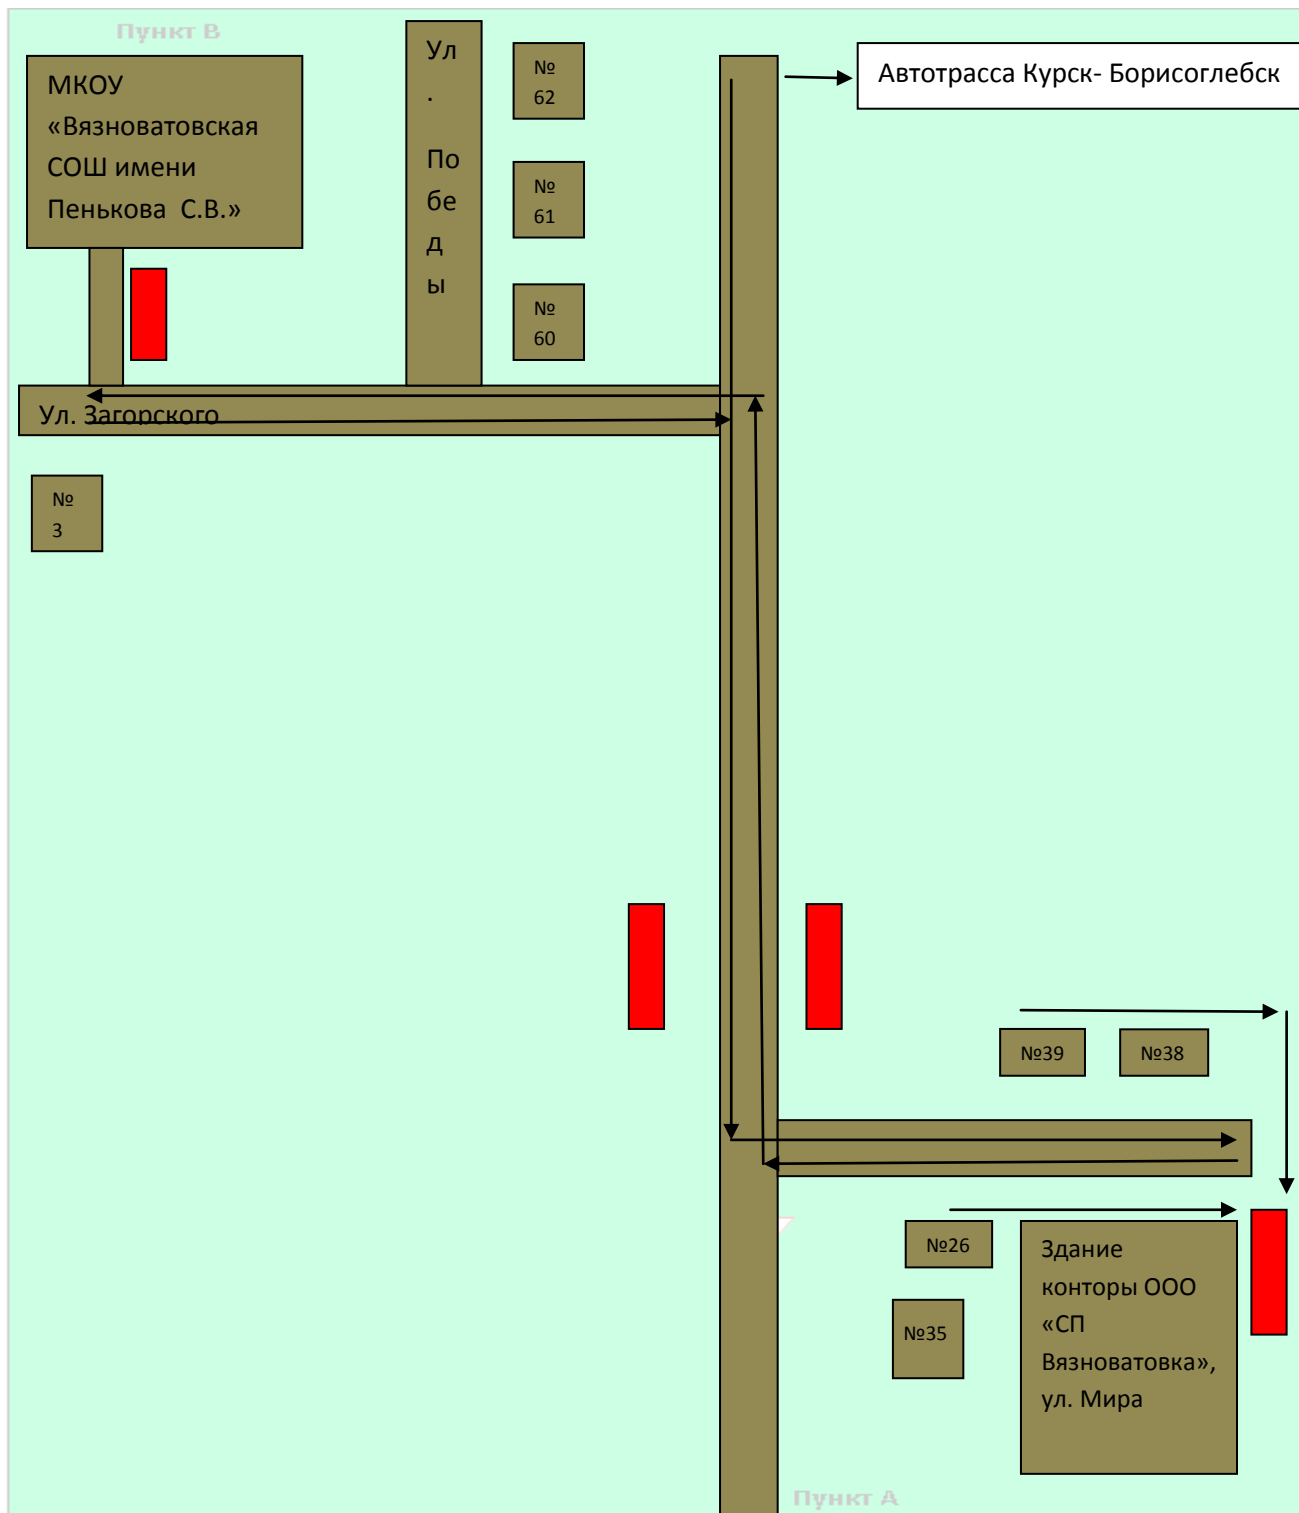 Пункт В
МКОУ
«Вязноватовская
СОШ имени
Пенькова С.В.»
Ул
.
По
бе
д
ы
№
62
№
61
№
60
Автотрасса Курск- Борисоглебск
Ул. Загорского
№
3
№39
№38
№26
№35
Здание
конторы ООО
«СП
Вязноватовка»,
ул. Мира
Пункт А